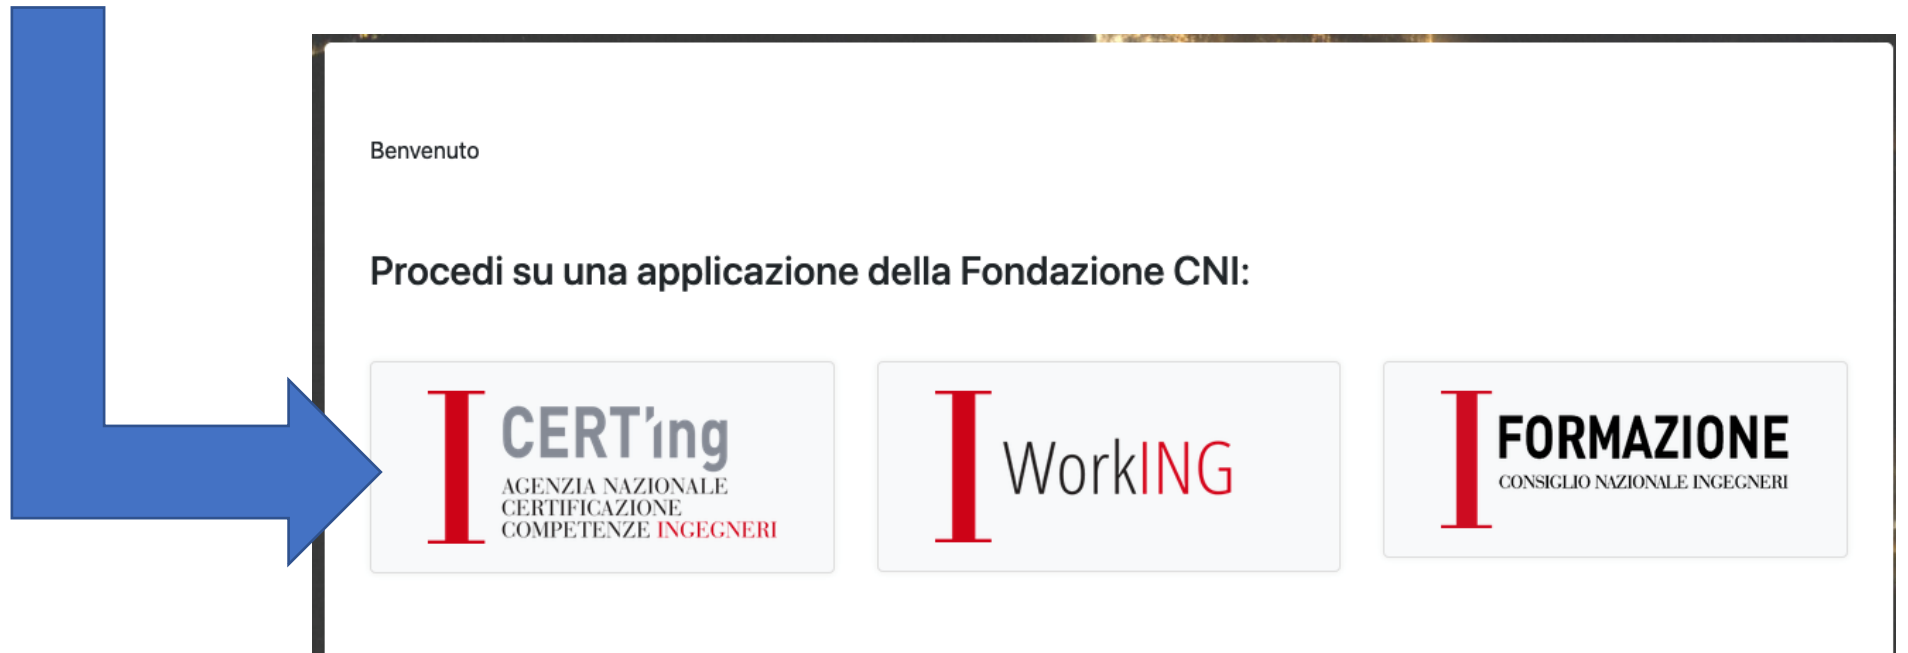 Benvenuto
Procedi su una applicazione della Fondazione CNI:
CERT'ing
AGENZIA NAZIONALE
CERTIFICAZIONE
COMPETENZE INGEGNERI
WorkING
FORMAZIONE
CONSIGLIO NAZIONALE INGEGNERI